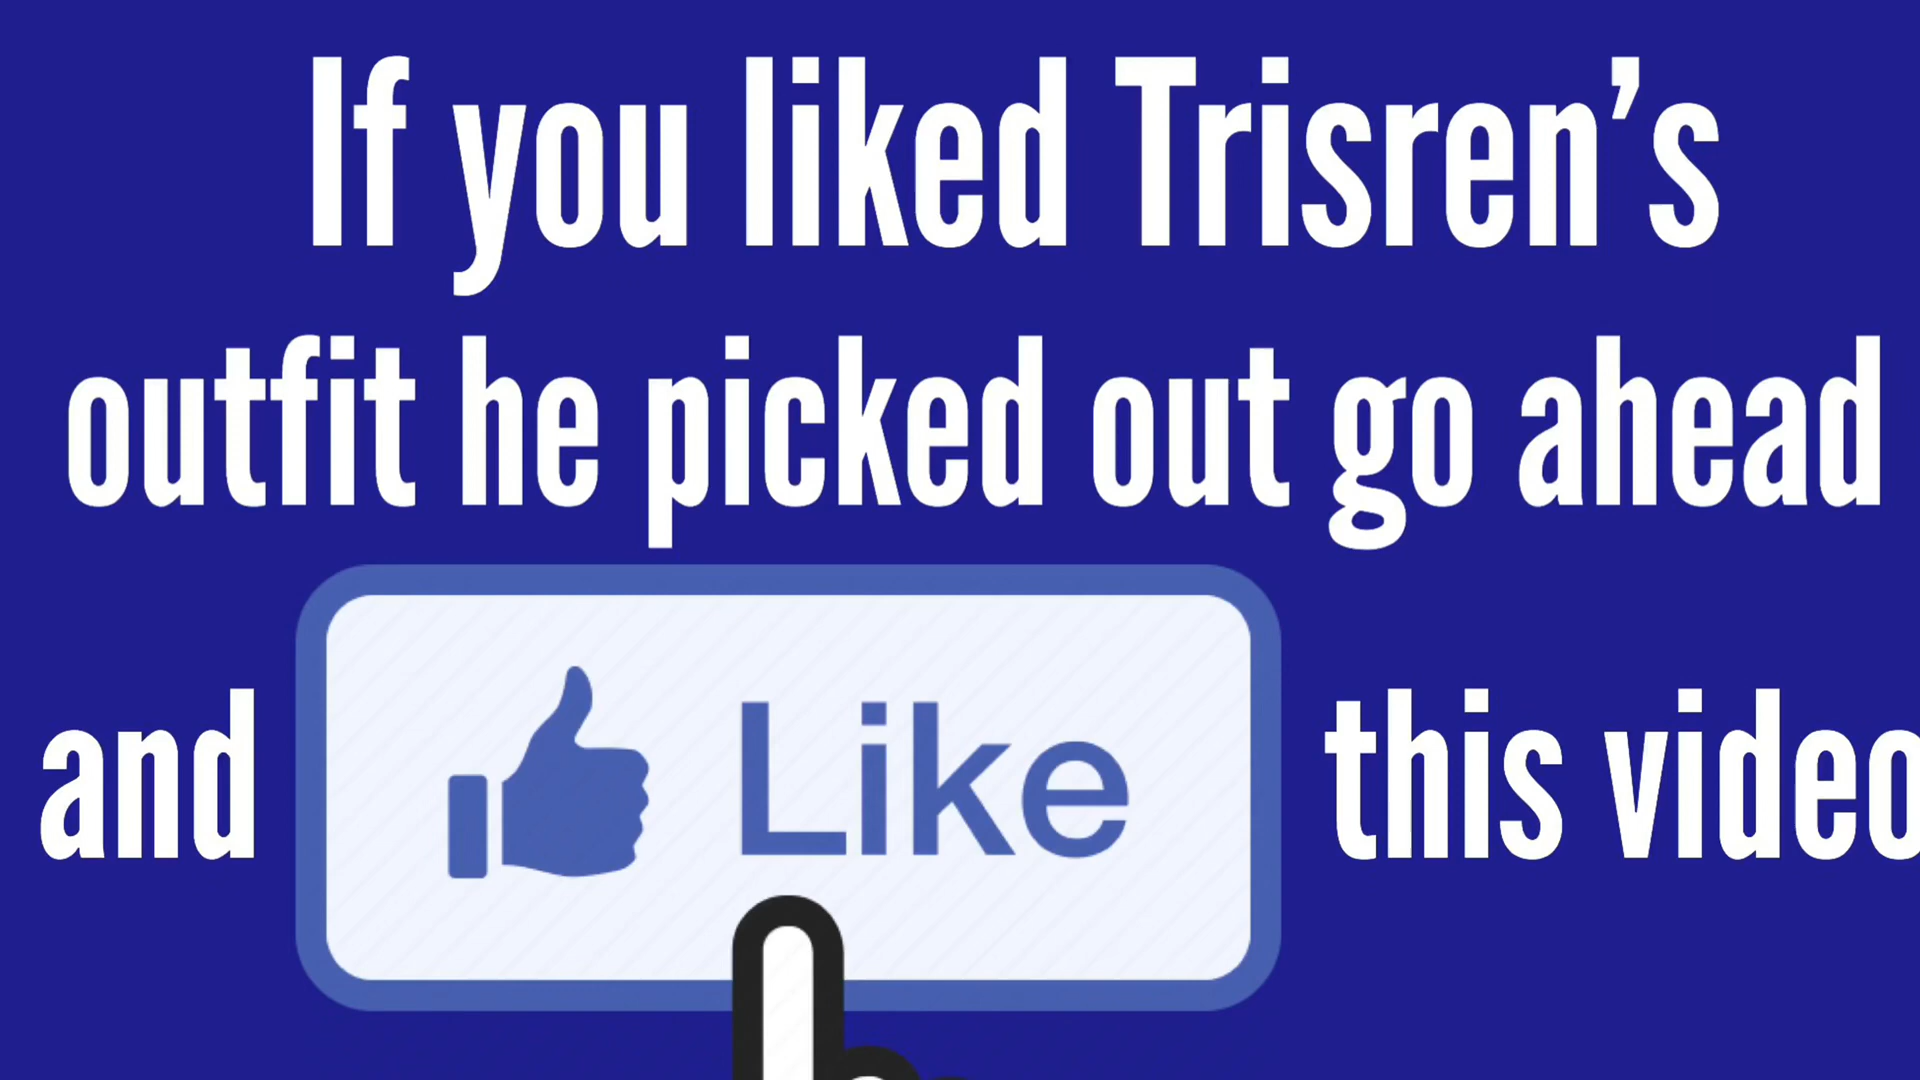 If you liked Trisren’s
outfit he picked out go ahead
and Like this video